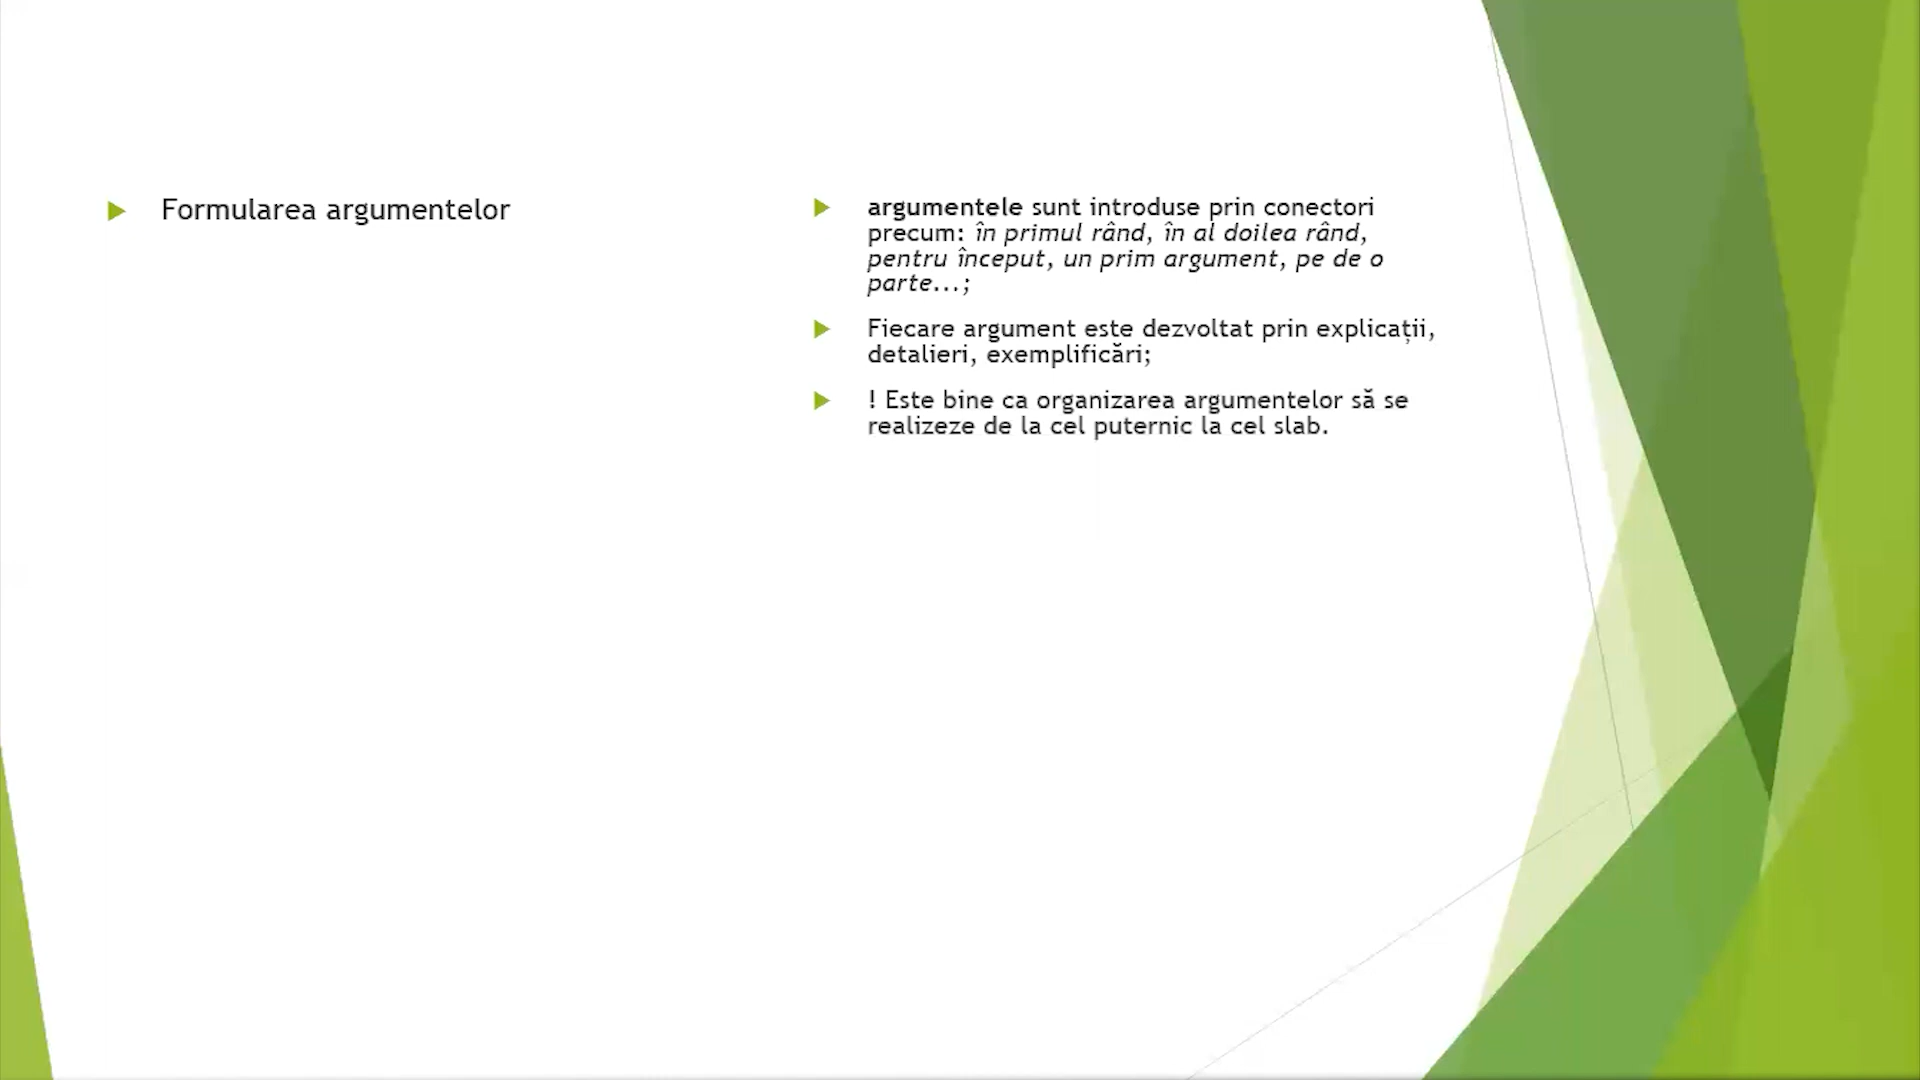 Formularea argumentelor
argumentele sunt introduse prin conectori
precum: în primul rând, în al doilea rând,
pentru început, un prim argument, pe de o
parte...;
Fiecare argument este dezvoltat prin explicații,
detalieri, exemplificări;
! Este bine ca organizarea argumentelor să se
realizeze de la cel puternic la cel slab.